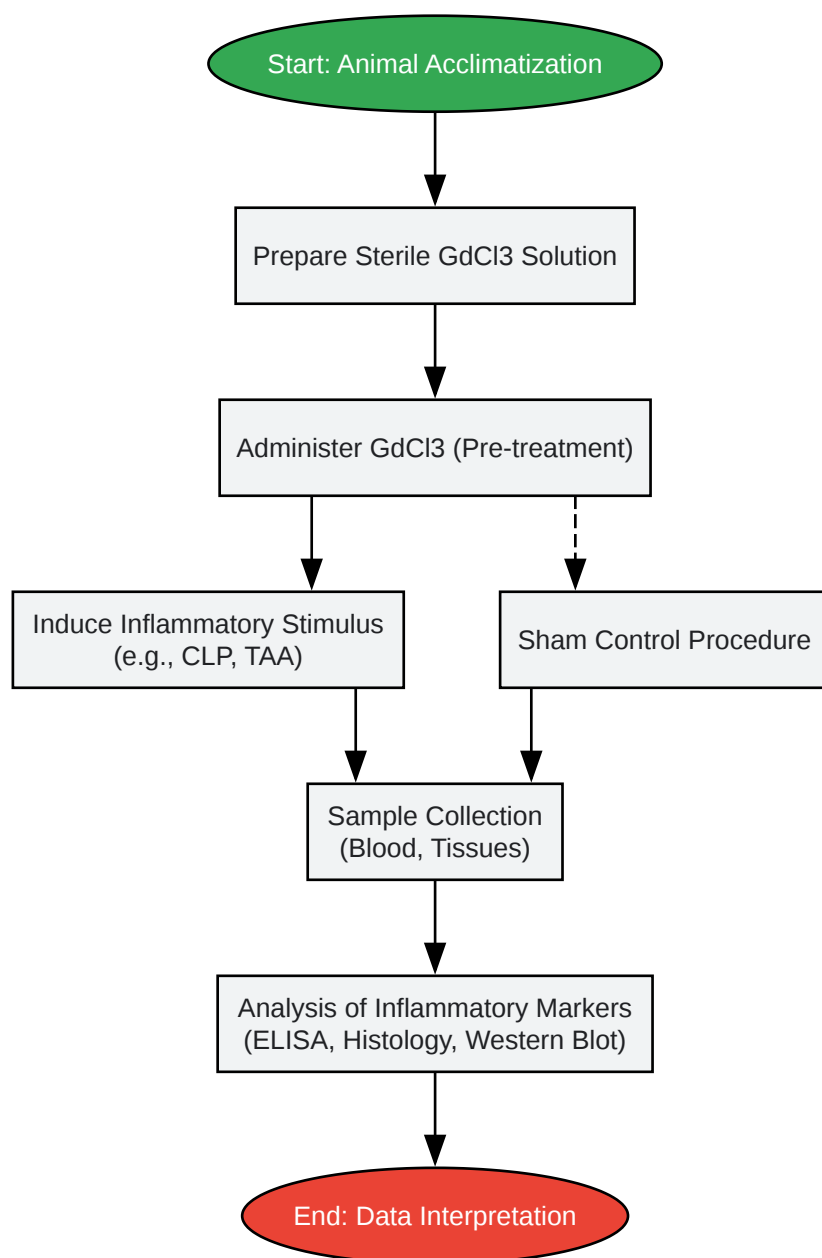 Start: Animal Acclimatization
Prepare Sterile GdCl3 Solution
Administer GdCl3 (Pre-treatment)
Induce Inflammatory Stimulus
(e.g., CLP, TAA)
Sham Control Procedure
Sample Collection
(Blood, Tissues)
Analysis of Inflammatory Markers
(ELISA, Histology, Western Blot)
End: Data Interpretation